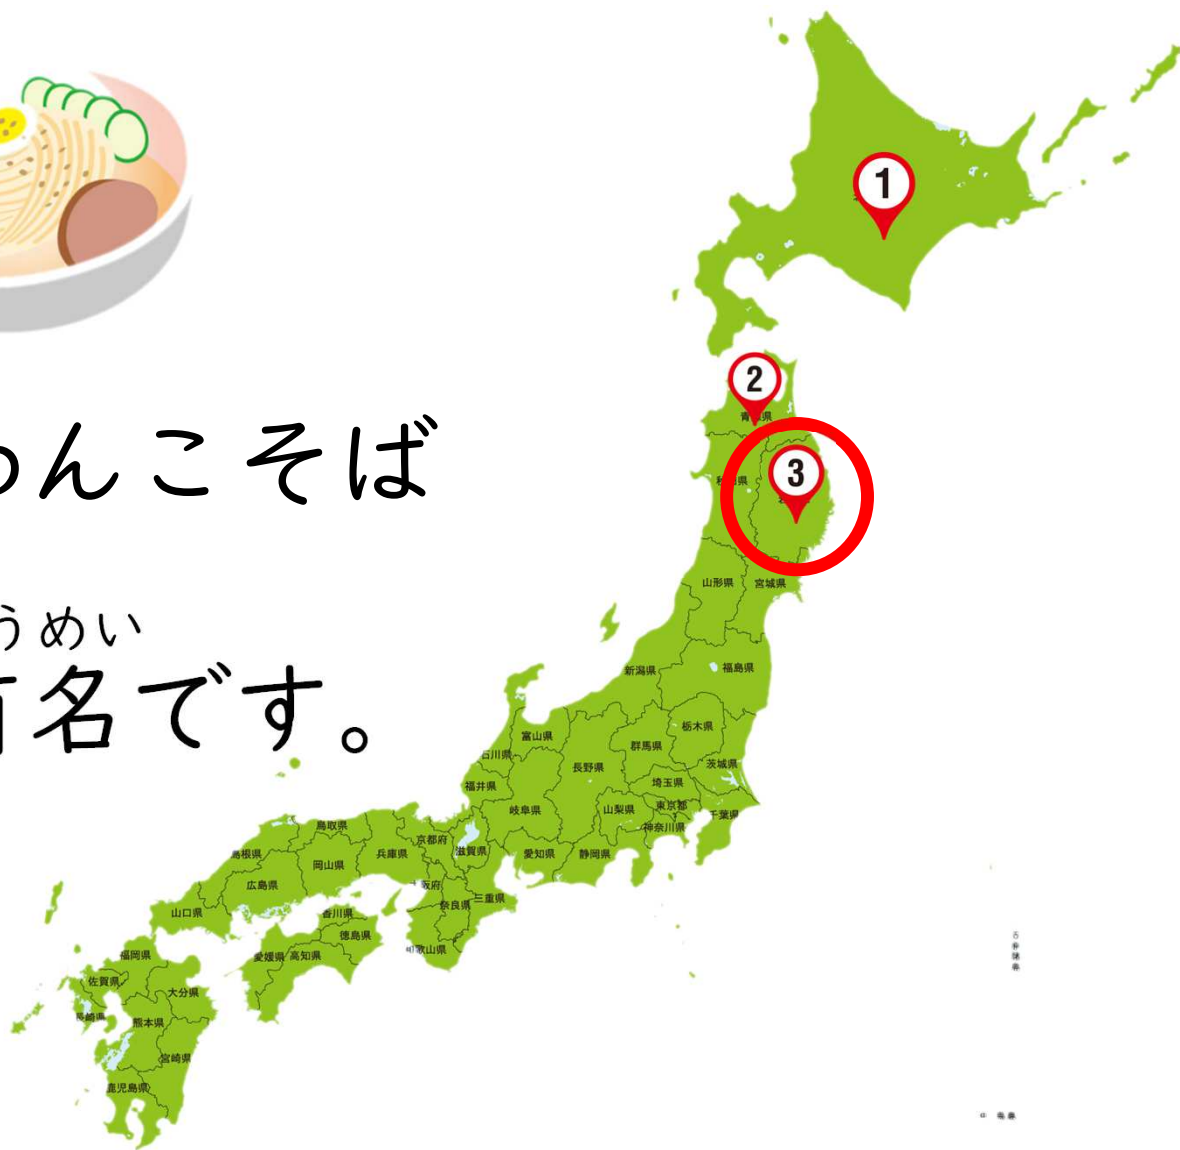 んこそば
うめい
名です。
1
2
3
山形県
宮城県
新潟県
福島県
富山県
栃木県
群馬県
石川県
長野県
茨城県
福井県
埼玉県
岐阜県
山梨県
東京都
千葉県
神奈川県
鳥取県
京都府
島根県
岡山県
兵庫県
滋賀県
愛知県
静岡県
広島県
阪府
奈良県
三重県
山口県
香川県
徳島県
歌山県
愛媛県
高知県
福岡県
佐賀県
大分県
長崎県
熊本県
宮崎県
鹿児島県